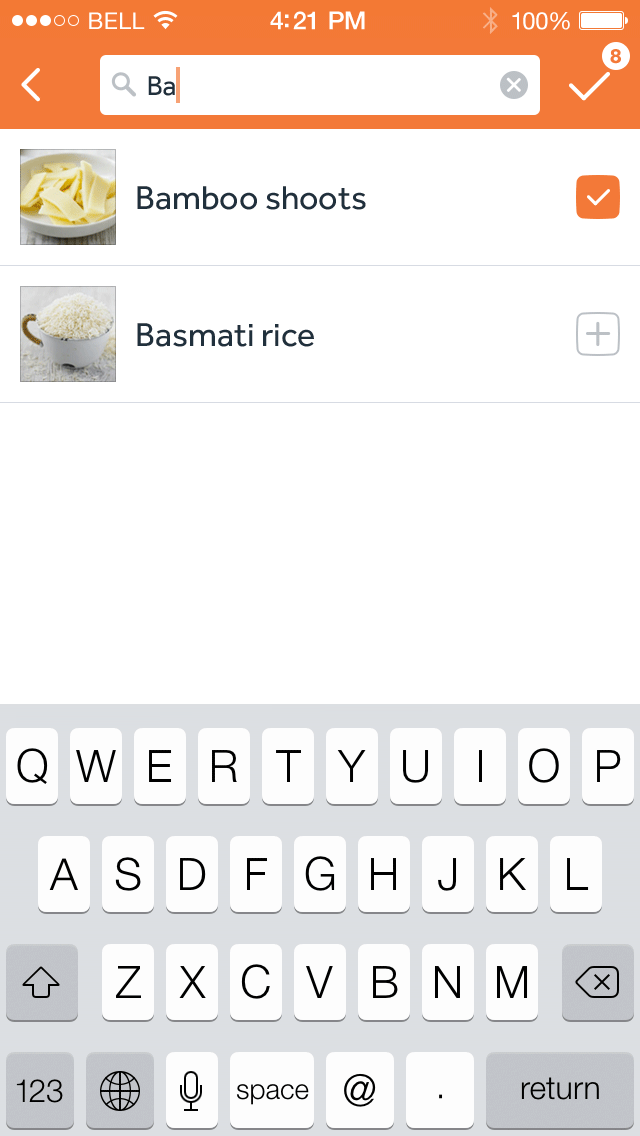 BELL 4:21 PM 100%
8
Ba
Bamboo shoots
Basmati rice
Q W E R T Y U I O P
A S D F G H J K L
Z X C V B N M
123 space @ . return